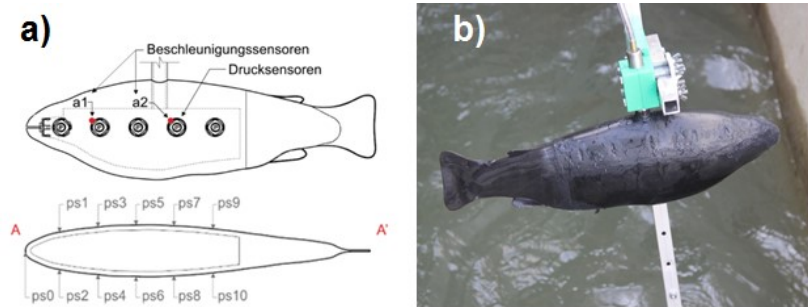 a)
b)
Beschleunigungssensoren
Drucksensoren
a1
a2
ps1 ps3 ps5 ps7 ps9
A A'
ps0 ps2 ps4 ps6 ps8 ps10